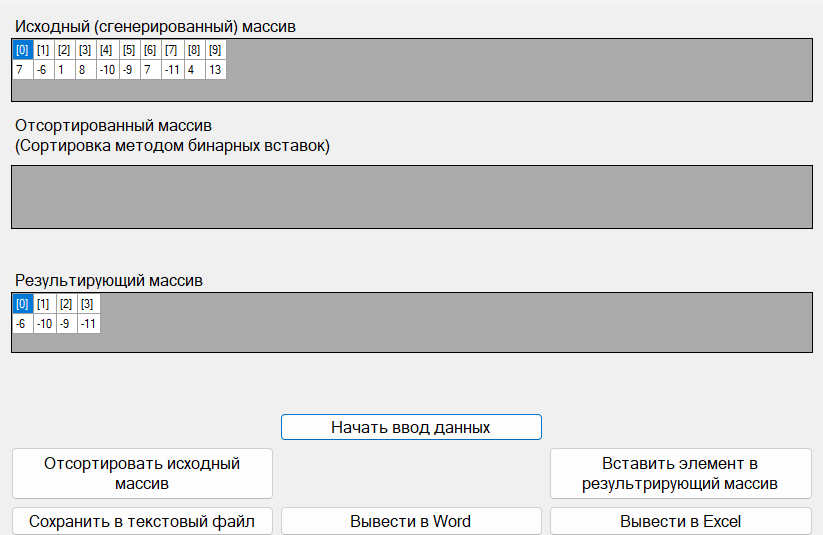 Исходный (сгенерированный) массив
[0] [1] [2] [3] [4] [5] [6] [7] [8] [9]
7 -6 1 8 -10 -9 7 -11 4 13
Отсортированный массив
(Сортировка методом бинарных вставок)
Результирующий массив
[0] [1] [2] [3]
-6 -10 -9 -11
Начать ввод данных
Отсортировать исходный
массив
Вставить элемент в
результрирующий массив
Сохранить в текстовый файл
Вывести в Word
Вывести в Excel